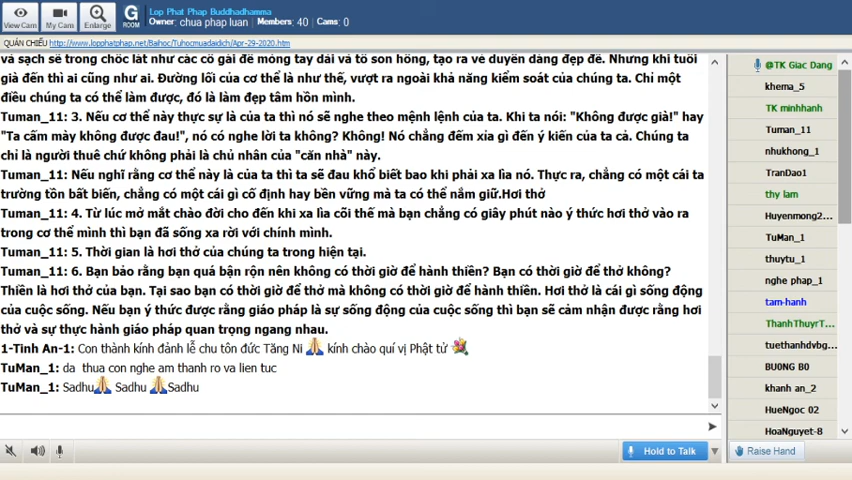 Lop Phat Phap Buddhadhamma
Owner: chua phap luan Members: 40 Cams: 0
View Cam My Cam Enlarge G ROOM
QUÁN CHIẾU http://www.lopphatphap.net/Baihoc/Tuhocmuadaidich/Apr-29-2020.htm
và sạch sẽ trong chốc lát như các cô gái để móng tay dài và tô son hồng, tạo ra vẻ duyên dáng đẹp đẽ. Nhưng khi tuổi
già đến thì ai cũng như ai. Đường lối của cơ thể là như thế, vượt ra ngoài khả năng kiểm soát của chúng ta. Chỉ một
điều chúng ta có thể làm được, đó là làm đẹp tâm hồn mình.
Tuman_11: 3. Nếu cơ thể này thực sự là của ta thì nó sẽ nghe theo mệnh lệnh của ta. Khi ta nói: "Không được già!" hay
"Ta cấm mày không được đau!", nó có nghe lời ta không? Không! Nó chẳng đếm xỉa gì đến ý kiến của ta cả. Chúng ta
chỉ là người thuê chứ không phải là chủ nhân của "căn nhà" này.
Tuman_11: Nếu nghĩ rằng cơ thể này là của ta thì ta sẽ đau khổ biết bao khi phải xa lìa nó. Thực ra, chẳng có một cái ta
trường tồn bất biến, chẳng có một cái gì cố định hay bền vững mà ta có thể nắm giữ.Hơi thở
Tuman_11: 4. Từ lúc mở mắt chào đời cho đến khi xa lìa cõi thế mà bạn chẳng có giây phút nào ý thức hơi thở vào ra
trong cơ thể mình thì bạn đã sống xa rời với chính mình.
Tuman_11: 5. Thời gian là hơi thở của chúng ta trong hiện tại.
Tuman_11: 6. Bạn bảo rằng bạn quá bận rộn nên không có thời giờ để hành thiền? Bạn có thời giờ để thở không?
Thiền là hơi thở của bạn. Tại sao bạn có thời giờ để thở mà không có thời giờ để hành thiền. Hơi thở là cái gì sống động
của cuộc sống. Nếu bạn ý thức được rằng giáo pháp là sự sống động của cuộc sống thì bạn sẽ cảm nhận được rằng hơi
thở và sự thực hành giáo pháp quan trọng ngang nhau.
1-Tinh An-1: Con thành kính đảnh lễ chu tôn đức Tăng Ni 🙏 kính chào quí vị Phật tử 💐
TuMan_1: da thua con nghe am thanh ro va lien tuc
TuMan_1: Sadhu🙏 Sadhu 🙏Sadhu
Hold to Talk
@TK Giac Dang
khema_5
TK minhhanh
Tuman_11
nhukhong_1
TranDao1
thy lam
Huyenmong2...
TuMan_1
thuytu_1
nghe phap_1
tam-hanh
ThanhThuyrT...
tuethanhdvbg...
BU0NG B0
khanh an_2
HueNgoc 02
HoaNguyet-8
Raise Hand